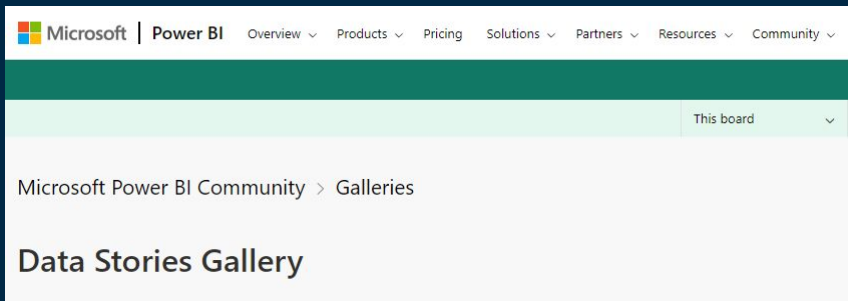 Microsoft | Power BI Overview Products Pricing Solutions Partners Resources Community
This board
Microsoft Power BI Community > Galleries
Data Stories Gallery